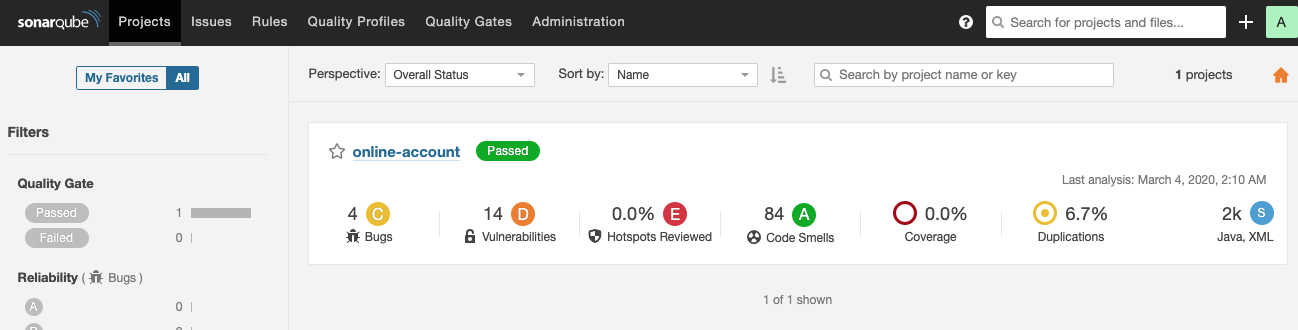 sonarqube Projects Issues Rules Quality Profiles Quality Gates Administration ? Search for projects and files... + A
My Favorites All Perspective: Overall Status Sort by: Name Search by project name or key 1 projects
Filters
online-account Passed
Last analysis: March 4, 2020, 2:10 AM
Quality Gate
Passed 1
Failed 0
4 C 14 D 0.0% E 84 A 0.0% 6.7% 2k S
Bugs Vulnerabilities Hotspots Reviewed Code Smells Coverage Duplications Java, XML
Reliability ( Bugs )
A 0
1 of 1 shown